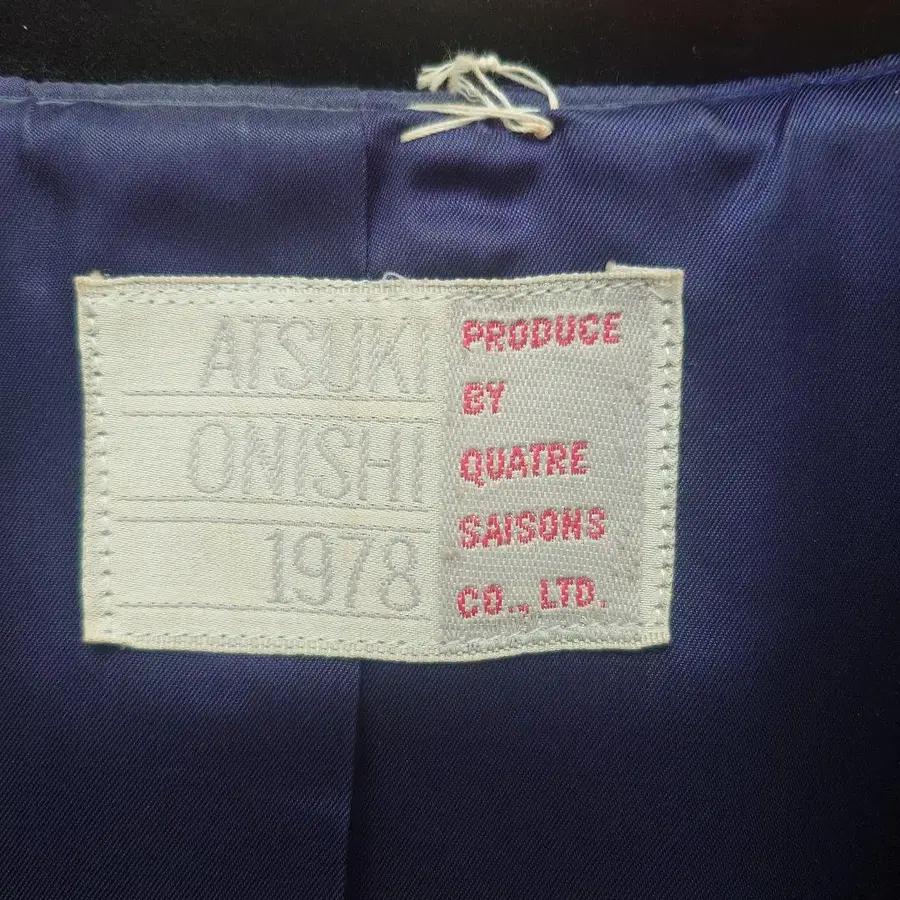 ATSUKI
ONISHI
1978
PRODUCE
BY
QUATRE
SAISONS
CO., LTD.